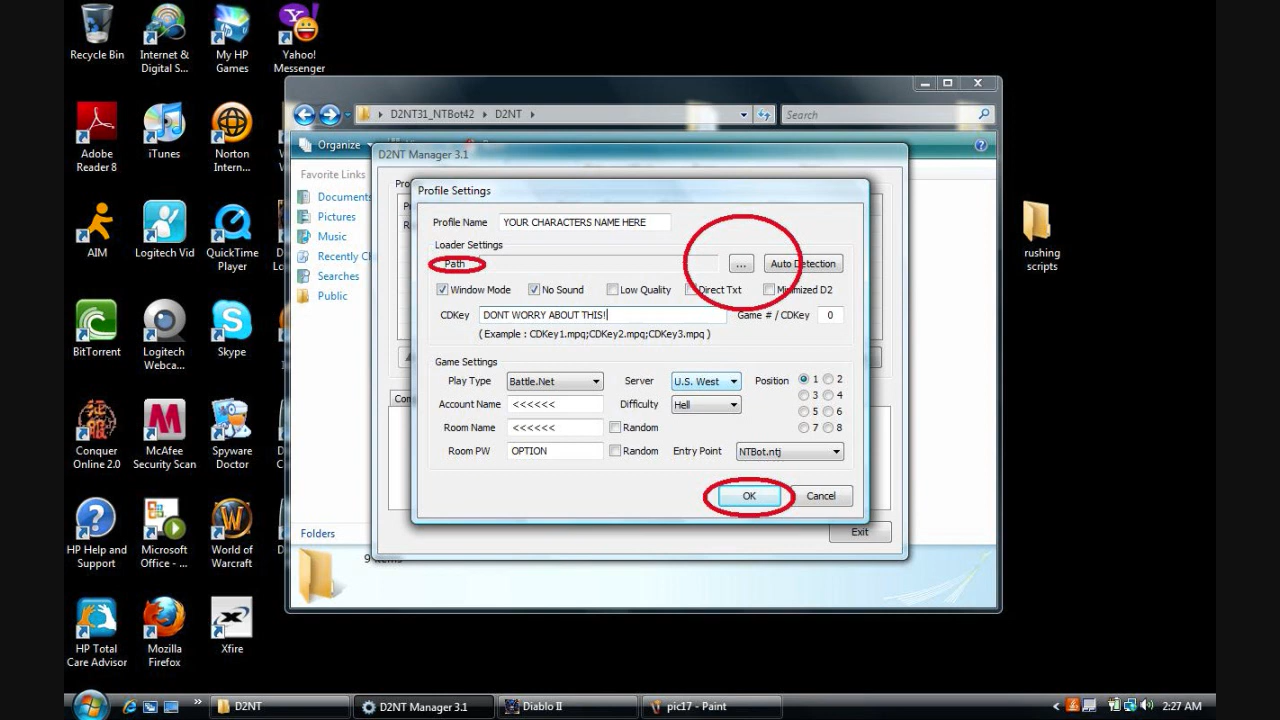 Recycle Bin
Internet &
Digital S...
My HP
Games
Yahoo!
Messenger
Adobe
Reader 8
iTunes
Norton
Intern...
AIM
Logitech Vid
QuickTime
Player
BitTorrent
Logitech
Webca...
Skype
Conquer
Online 2.0
McAfee
Security Scan
Spyware
Doctor
HP Help and
Support
Microsoft
Office - ...
World of
Warcraft
HP Total
Care Advisor
Mozilla
Firefox
Xfire
rushing
scripts
D2NT31_NTBot42 D2NT
Search
Organize
Favorite Links
Documents
Pictures
Music
Recently C
Searches
Public
Folders
9 items
D2NT Manager 3.1
Profile Settings
Profile Name YOUR CHARACTERS NAME HERE
Loader Settings
Path ... Auto Detection
Window Mode No Sound Low Quality Direct Txt Minimized D2
CDKey DONT WORRY ABOUT THIS! Game # / CDKey 0
( Example : CDKey1.mpq;CDKey2.mpq;CDKey3.mpq )
Game Settings
Play Type Battle.Net Server U.S. West Position 1 2
3 4
Account Name <<<<<< Difficulty Hell
5 6
Room Name <<<<<< Random 7 8
Room PW OPTION Random Entry Point NTBot.ntj
OK Cancel
Exit
D2NT D2NT Manager 3.1 Diablo II pic17 - Paint 2:27 AM